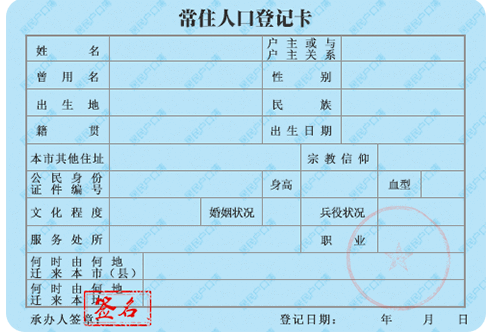 常住人口登记卡
姓 名 户 主 或 与
户 主 关 系
曾 用 名 性 别
出 生 地 民 族
籍 贯 出 生 日 期
本市其他住址 宗 教 信 仰
公 民 身 份
证 件 编 号 身高 血型
文 化 程 度 婚姻状况 兵役状况
服 务 处 所 职 业
何 时 由 何 地
迁 来 本 市（县）
何 时 由 何 地
迁 来 本 址
承办人签章： 签名 登记日期： 年 月 日